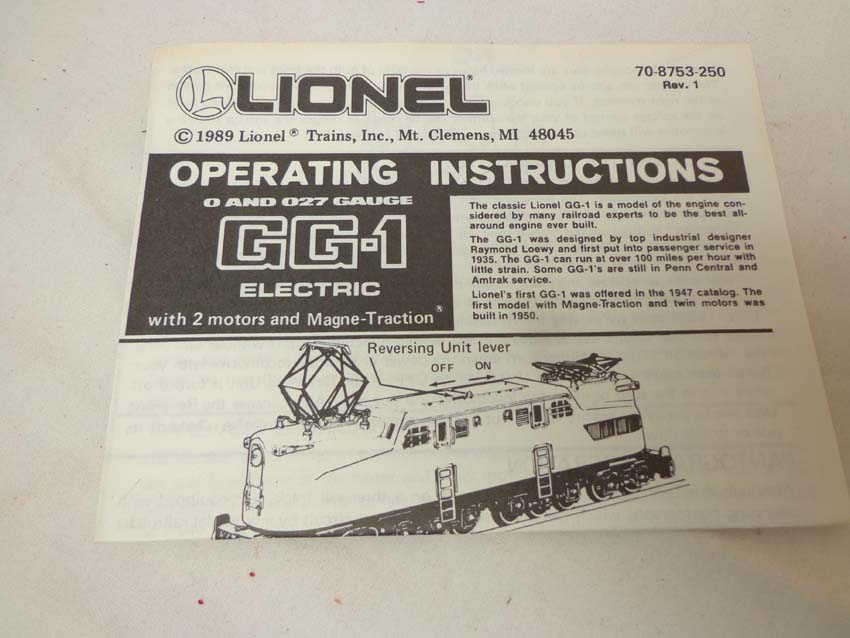 LIONEL®
70-8753-250
Rev. 1
© 1989 Lionel® Trains, Inc., Mt. Clemens, MI 48045
OPERATING INSTRUCTIONS
O AND O27 GAUGE
GG-1
ELECTRIC
with 2 motors and Magne-Traction®
The classic Lionel GG-1 is a model of the engine con-
sidered by many railroad experts to be the best all-
around engine ever built.
The GG-1 was designed by top industrial designer
Raymond Loewy and first put into passenger service in
1935. The GG-1 can run at over 100 miles per hour with
little strain. Some GG-1's are still in Penn Central and
Amtrak service.
Lionel's first GG-1 was offered in the 1947 catalog. The
first model with Magne-Traction and twin motors was
built in 1950.
Reversing Unit lever
OFF ON